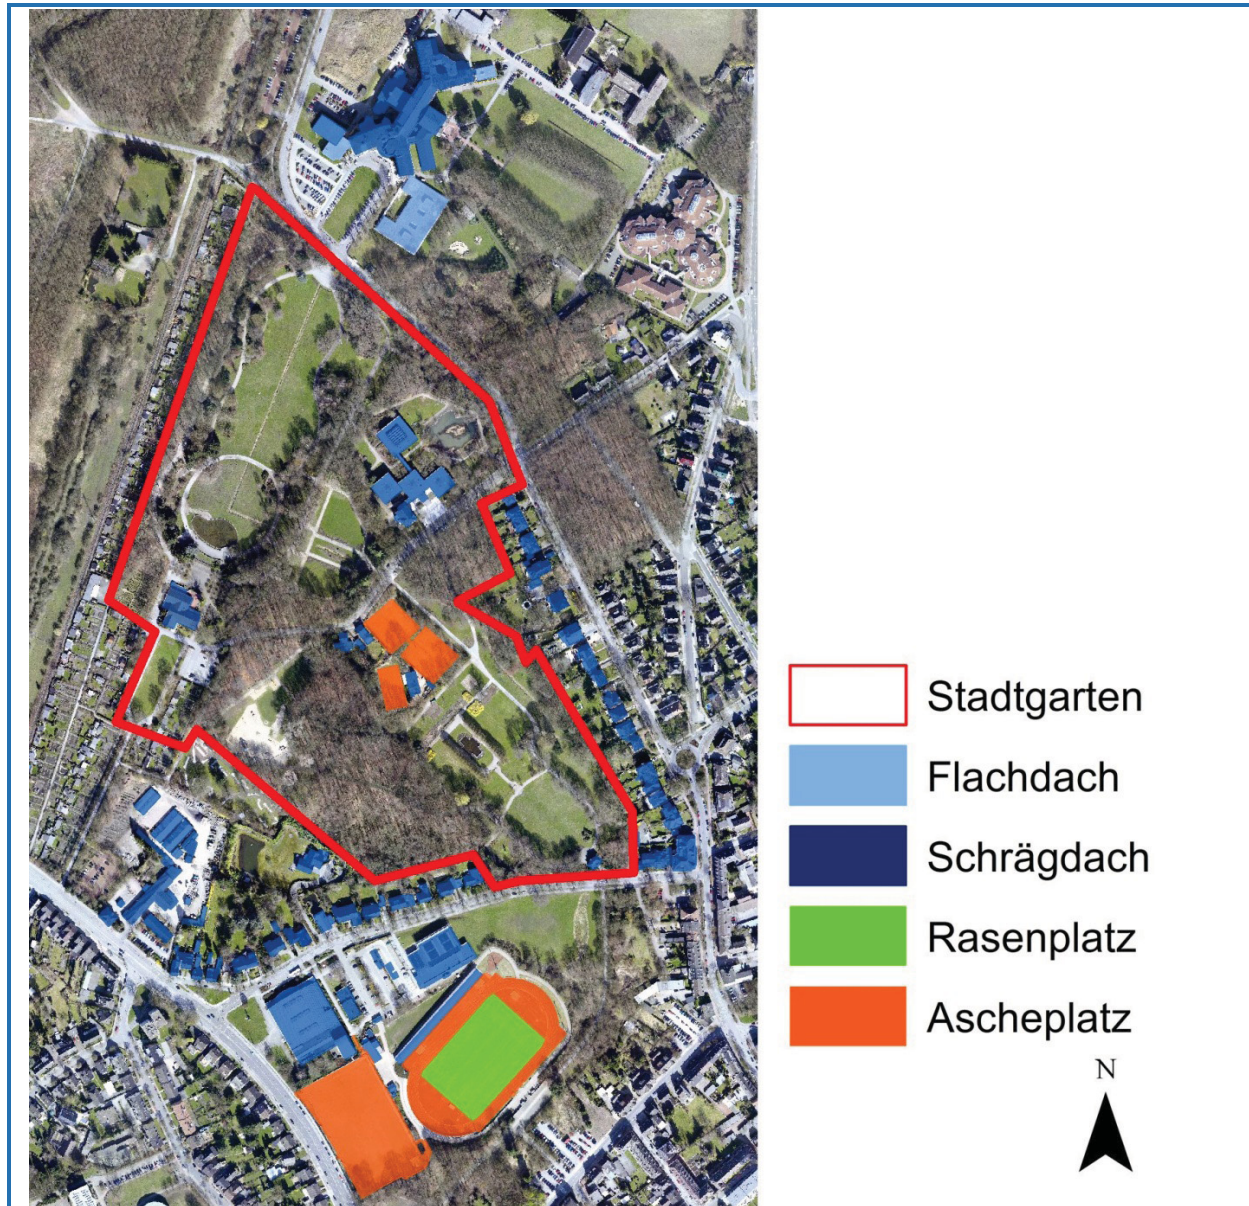 Stadtgarten
Flachdach
Schrägdach
Rasenplatz
Ascheplatz
N